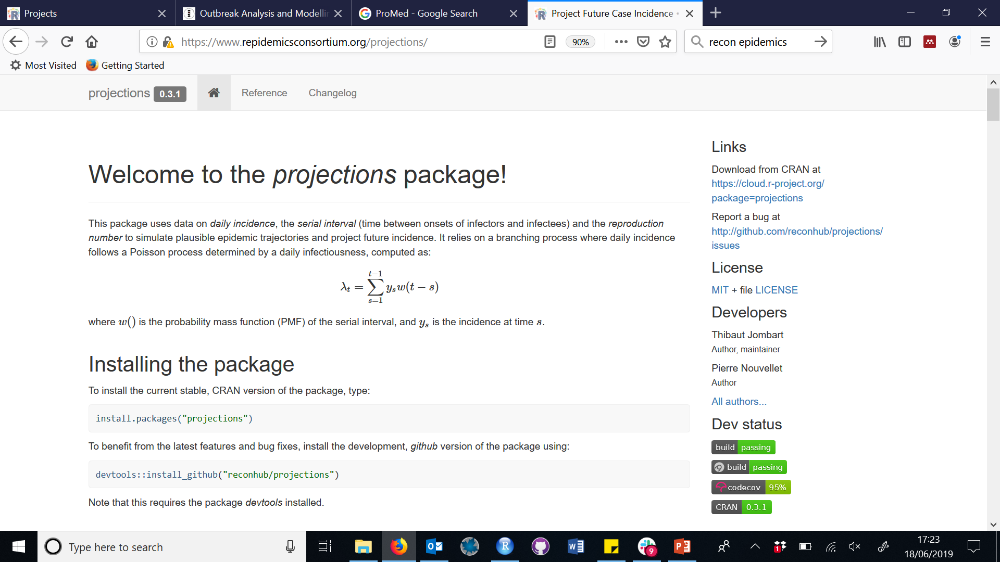 Projects
Outbreak Analysis and Modellin
ProMed - Google Search
Project Future Case Incidence •
https://www.repidemicsconsortium.org/projections/
90%
recon epidemics
Most Visited
Getting Started
projections 0.3.1
Reference
Changelog
Welcome to the projections package!
This package uses data on daily incidence, the serial interval (time between onsets of infectors and infectees) and the reproduction
number to simulate plausible epidemic trajectories and project future incidence. It relies on a branching process where daily incidence
follows a Poisson process determined by a daily infectiousness, computed as:
λt = ∑_{s=1}^{t−1} y_s w(t − s)
where w() is the probability mass function (PMF) of the serial interval, and y_s is the incidence at time s.
Installing the package
To install the current stable, CRAN version of the package, type:
install.packages("projections")
To benefit from the latest features and bug fixes, install the development, github version of the package using:
devtools::install_github("reconhub/projections")
Note that this requires the package devtools installed.
Links
Download from CRAN at
https://cloud.r-project.org/
package=projections
Report a bug at
http://github.com/reconhub/projections/
issues
License
MIT + file LICENSE
Developers
Thibaut Jombart
Author, maintainer
Pierre Nouvellet
Author
All authors...
Dev status
build passing
build passing
codecov 95%
CRAN 0.3.1
Type here to search
9
1
17:23
18/06/2019